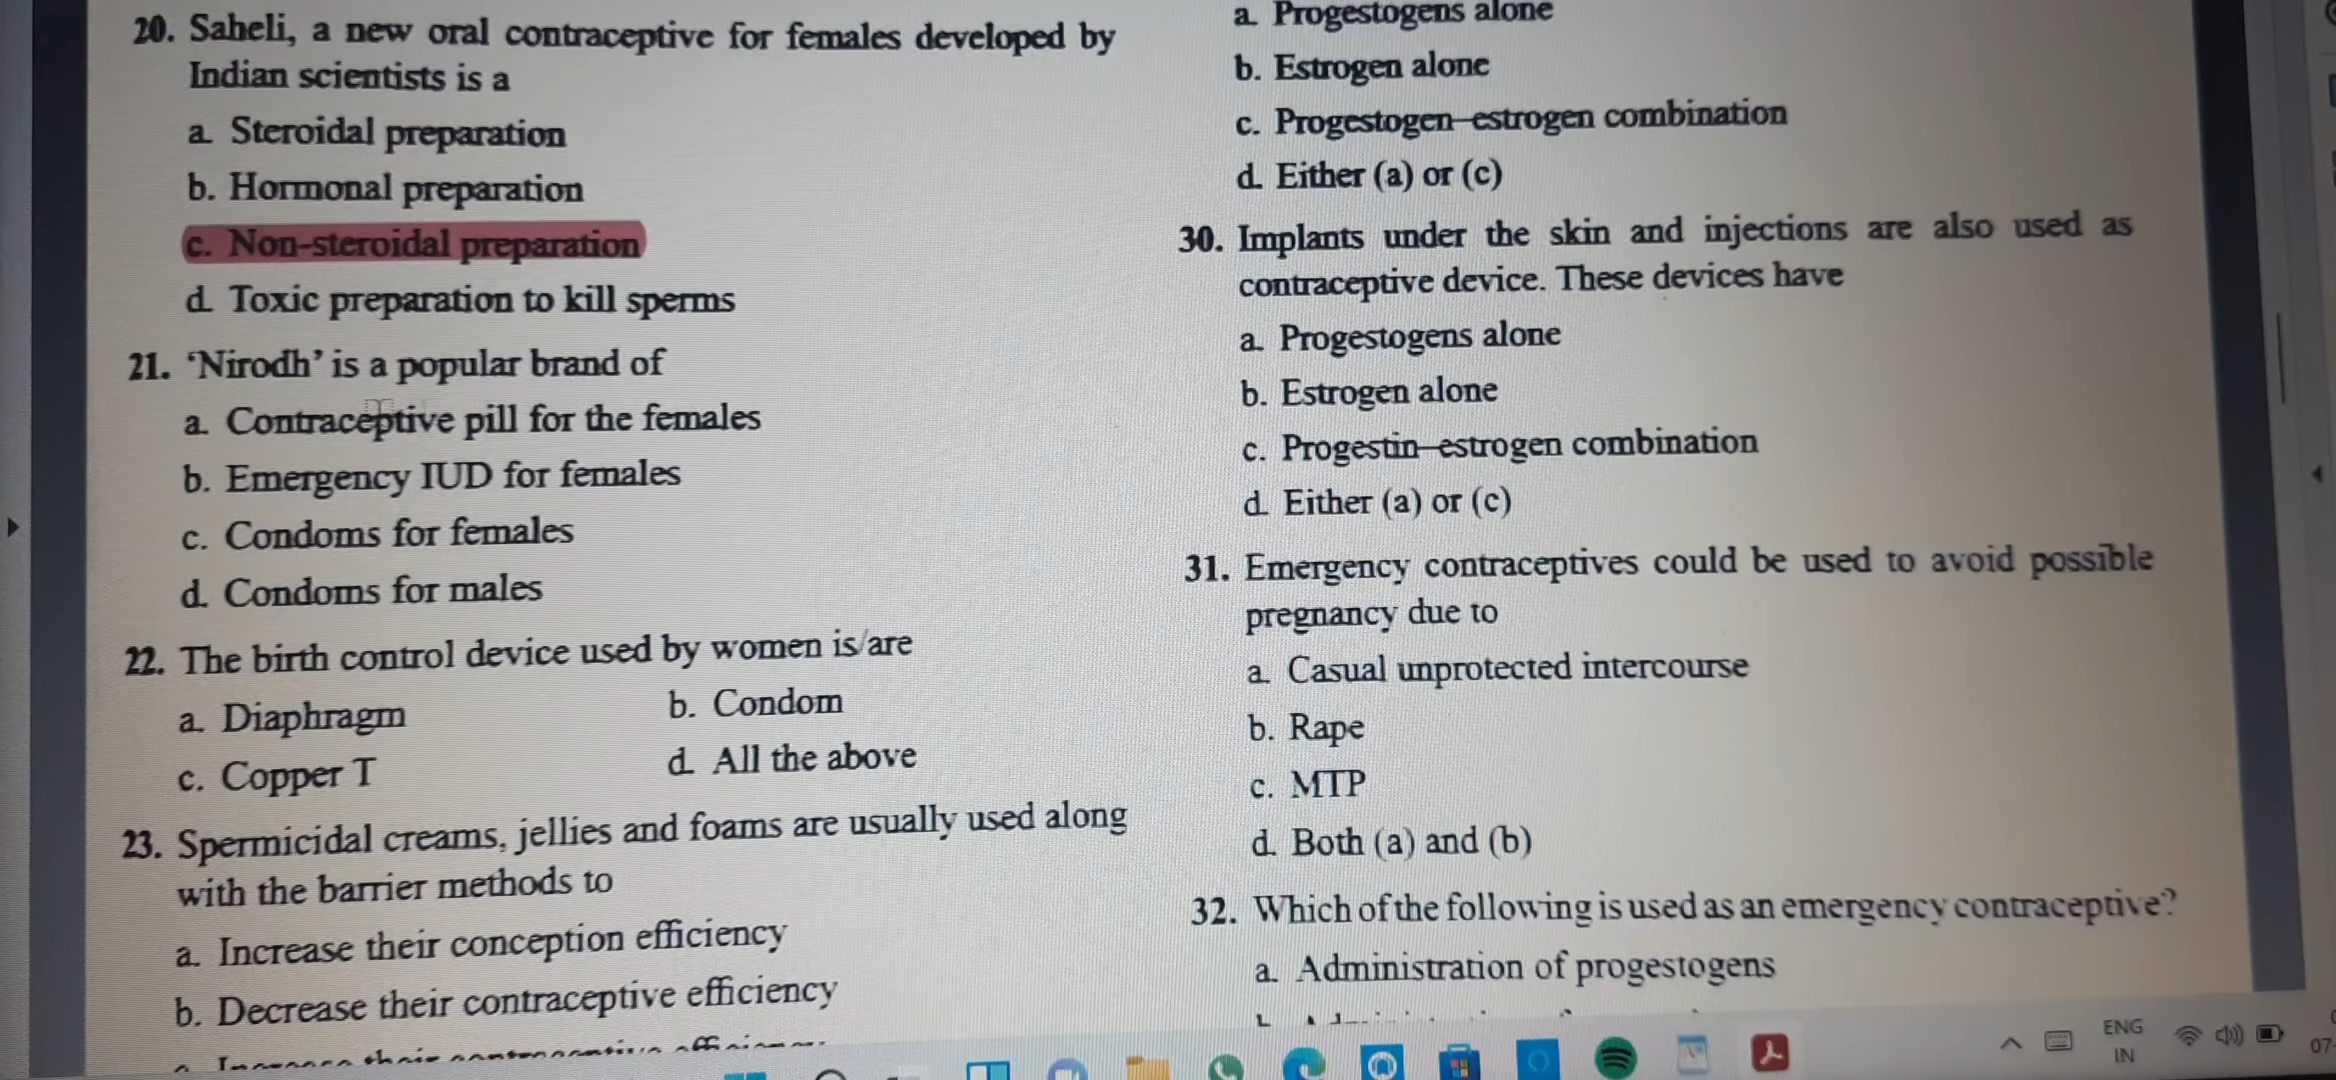 20. Saheli, a new oral contraceptive for females developed by
Indian scientists is a
a. Steroidal preparation
b. Hormonal preparation
c. Non-steroidal preparation
d. Toxic preparation to kill sperms
21. ‘Nirodh’ is a popular brand of
a. Contraceptive pill for the females
b. Emergency IUD for females
c. Condoms for females
d. Condoms for males
22. The birth control device used by women is/are
a. Diaphragm
b. Condom
c. Copper T
d. All the above
23. Spermicidal creams, jellies and foams are usually used along
with the barrier methods to
a. Increase their conception efficiency
b. Decrease their contraceptive efficiency
a. Progestogens alone
b. Estrogen alone
c. Progestogen–estrogen combination
d. Either (a) or (c)
30. Implants under the skin and injections are also used as
contraceptive device. These devices have
a. Progestogens alone
b. Estrogen alone
c. Progestin–estrogen combination
d. Either (a) or (c)
31. Emergency contraceptives could be used to avoid possible
pregnancy due to
a. Casual unprotected intercourse
b. Rape
c. MTP
d. Both (a) and (b)
32. Which of the following is used as an emergency contraceptive?
a. Administration of progestogens
ENG
IN
07-